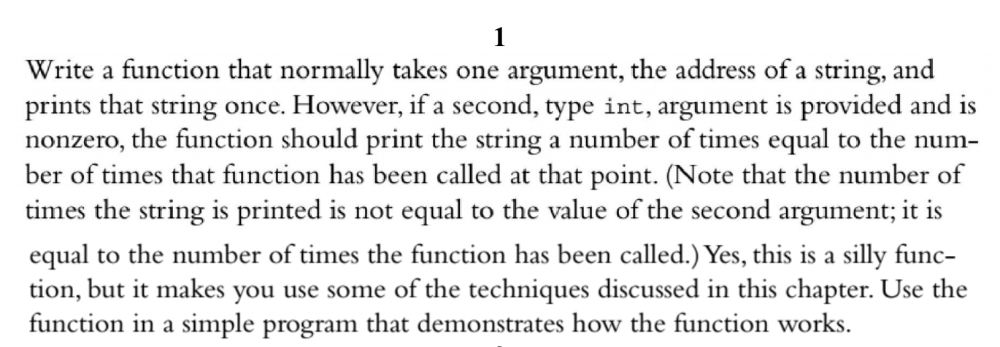 1
Write a function that normally takes one argument, the address of a string, and
prints that string once. However, if a second, type int, argument is provided and is
nonzero, the function should print the string a number of times equal to the num-
ber of times that function has been called at that point. (Note that the number of
times the string is printed is not equal to the value of the second argument; it is
equal to the number of times the function has been called.) Yes, this is a silly func-
tion, but it makes you use some of the techniques discussed in this chapter. Use the
function in a simple program that demonstrates how the function works.